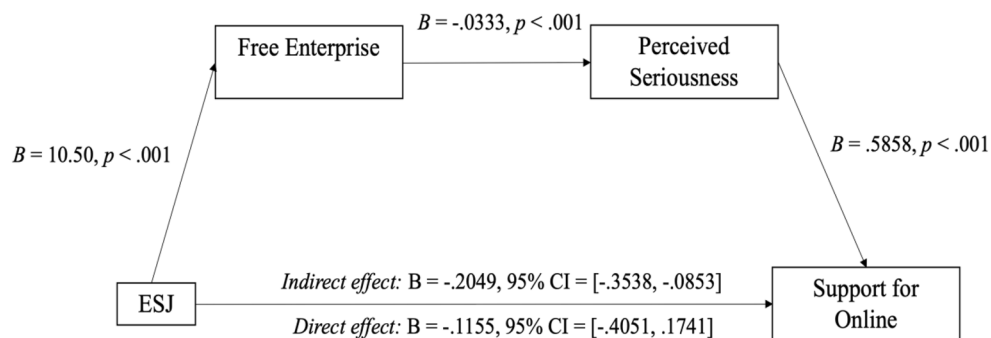 B = -.0333, p < .001
Free Enterprise
Perceived
Seriousness
B = 10.50, p < .001
B = .5858, p < .001
Indirect effect: B = -.2049, 95% CI = [-.3538, -.0853]
ESJ
Support for
Online
Direct effect: B = -.1155, 95% CI = [-.4051, .1741]